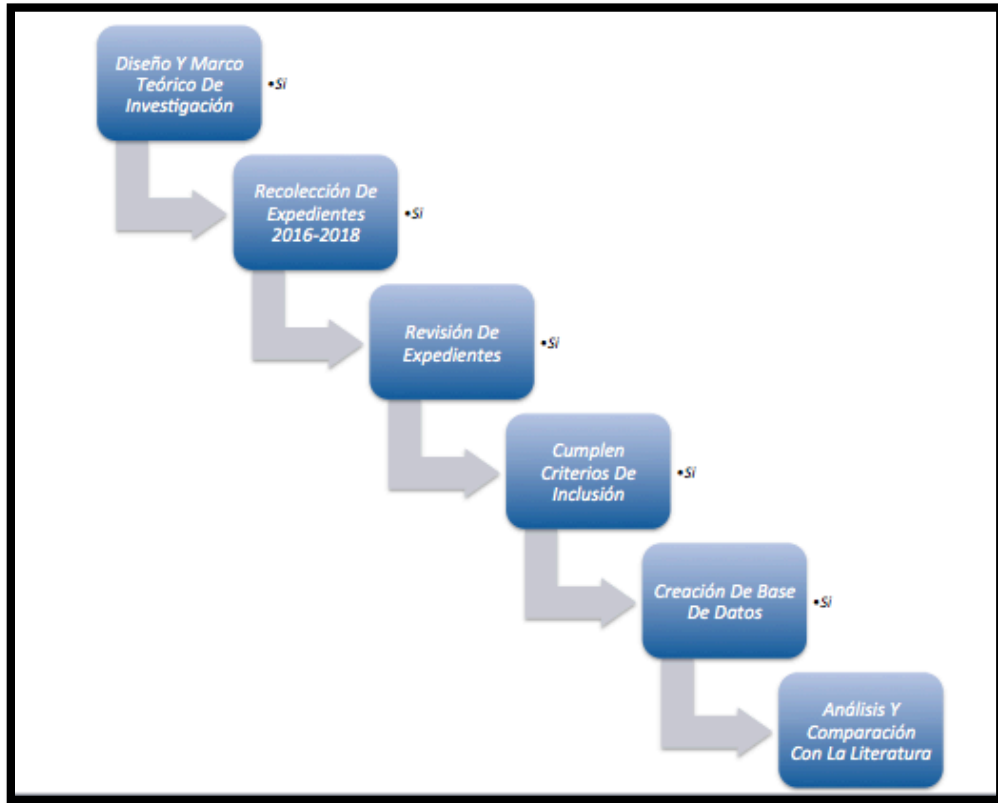 Diseño Y Marco
Teórico De
Investigación
•Si
Recolección De
Expedientes
2016-2018
•Si
Revisión De
Expedientes
•Si
Cumplen
Criterios De
Inclusión
•Si
Creación De Base
De Datos
•Si
Análisis Y
Comparación
Con La Literatura